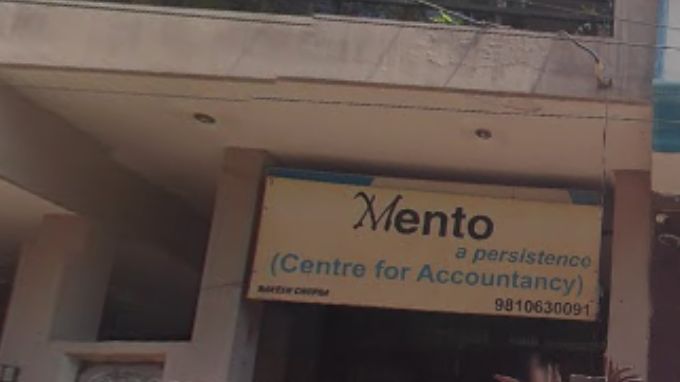 Mento
a persistence
(Centre for Accountancy)
RAKESH CHOPRA
9810630091